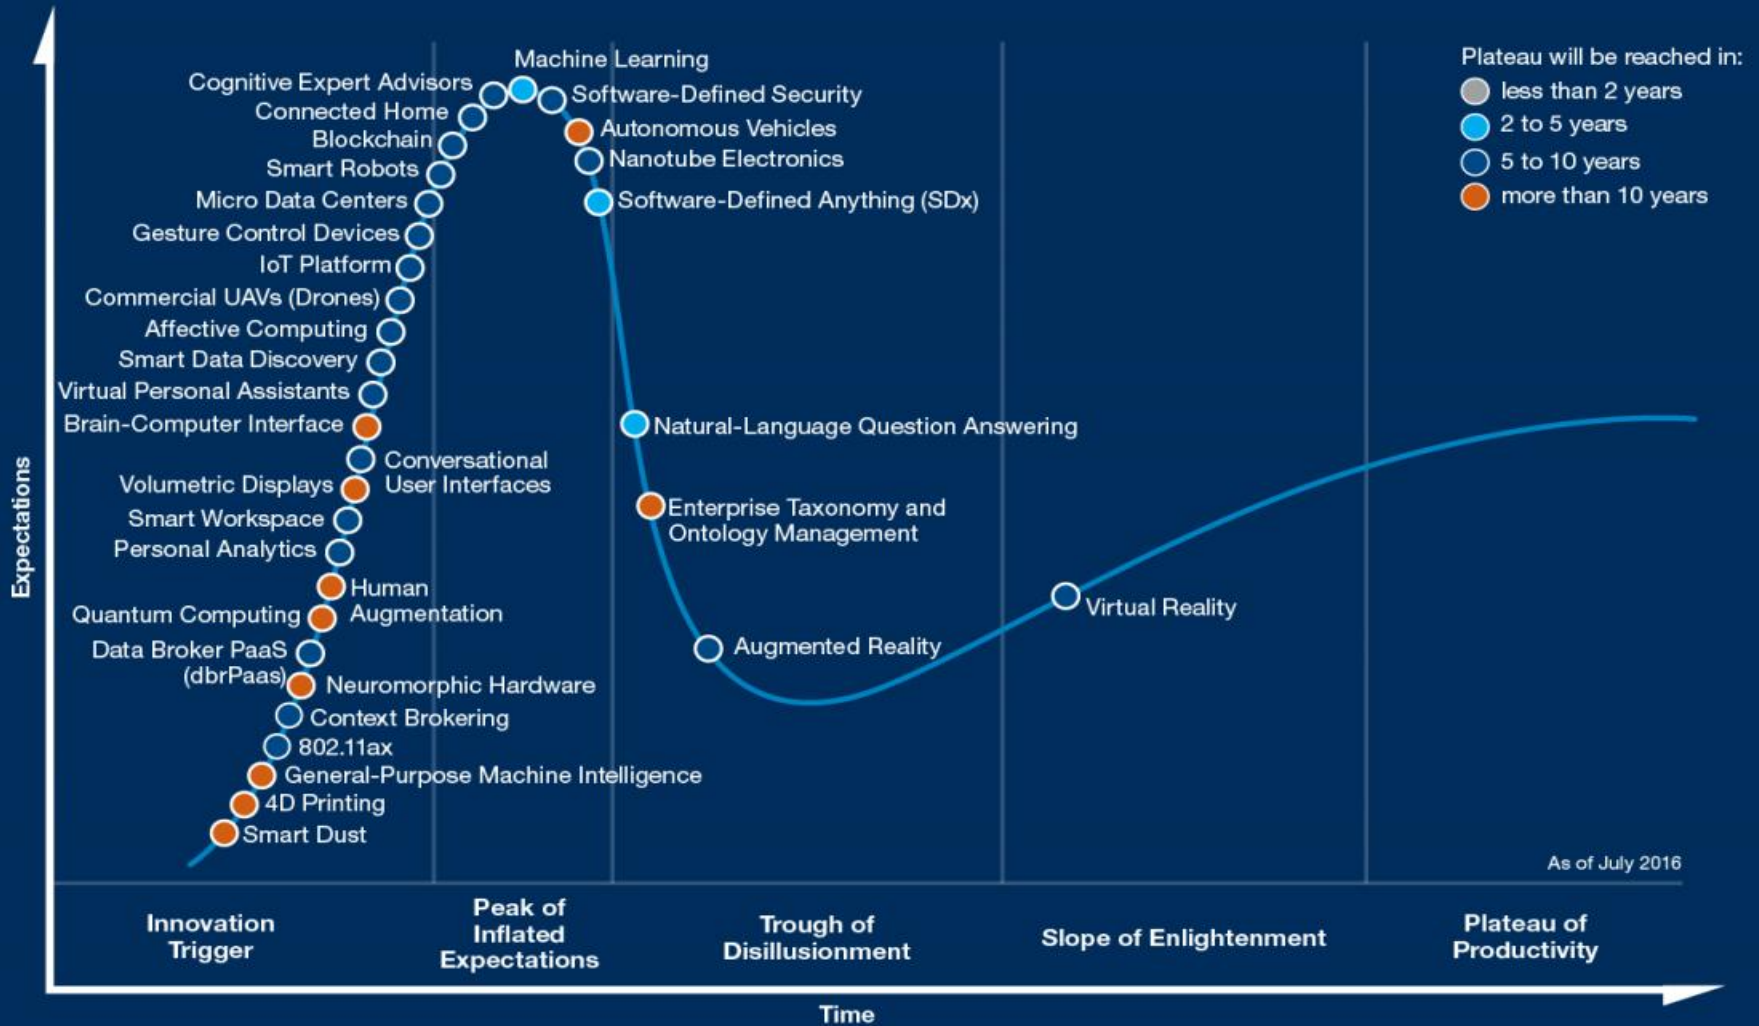 Machine Learning
Cognitive Expert Advisors
Software-Defined Security
Connected Home
Autonomous Vehicles
Blockchain
Nanotube Electronics
Smart Robots
Micro Data Centers
Software-Defined Anything (SDx)
Gesture Control Devices
IoT Platform
Commercial UAVs (Drones)
Affective Computing
Smart Data Discovery
Virtual Personal Assistants
Brain-Computer Interface
Natural-Language Question Answering
Conversational
User Interfaces
Volumetric Displays
Enterprise Taxonomy and
Ontology Management
Smart Workspace
Personal Analytics
Human
Augmentation
Quantum Computing
Virtual Reality
Data Broker PaaS
(dbrPaas)
Augmented Reality
Neuromorphic Hardware
Context Brokering
802.11ax
General-Purpose Machine Intelligence
4D Printing
Smart Dust
Plateau will be reached in:
less than 2 years
2 to 5 years
5 to 10 years
more than 10 years
As of July 2016
Expectations
Innovation
Trigger
Peak of
Inflated
Expectations
Trough of
Disillusionment
Slope of Enlightenment
Plateau of
Productivity
Time